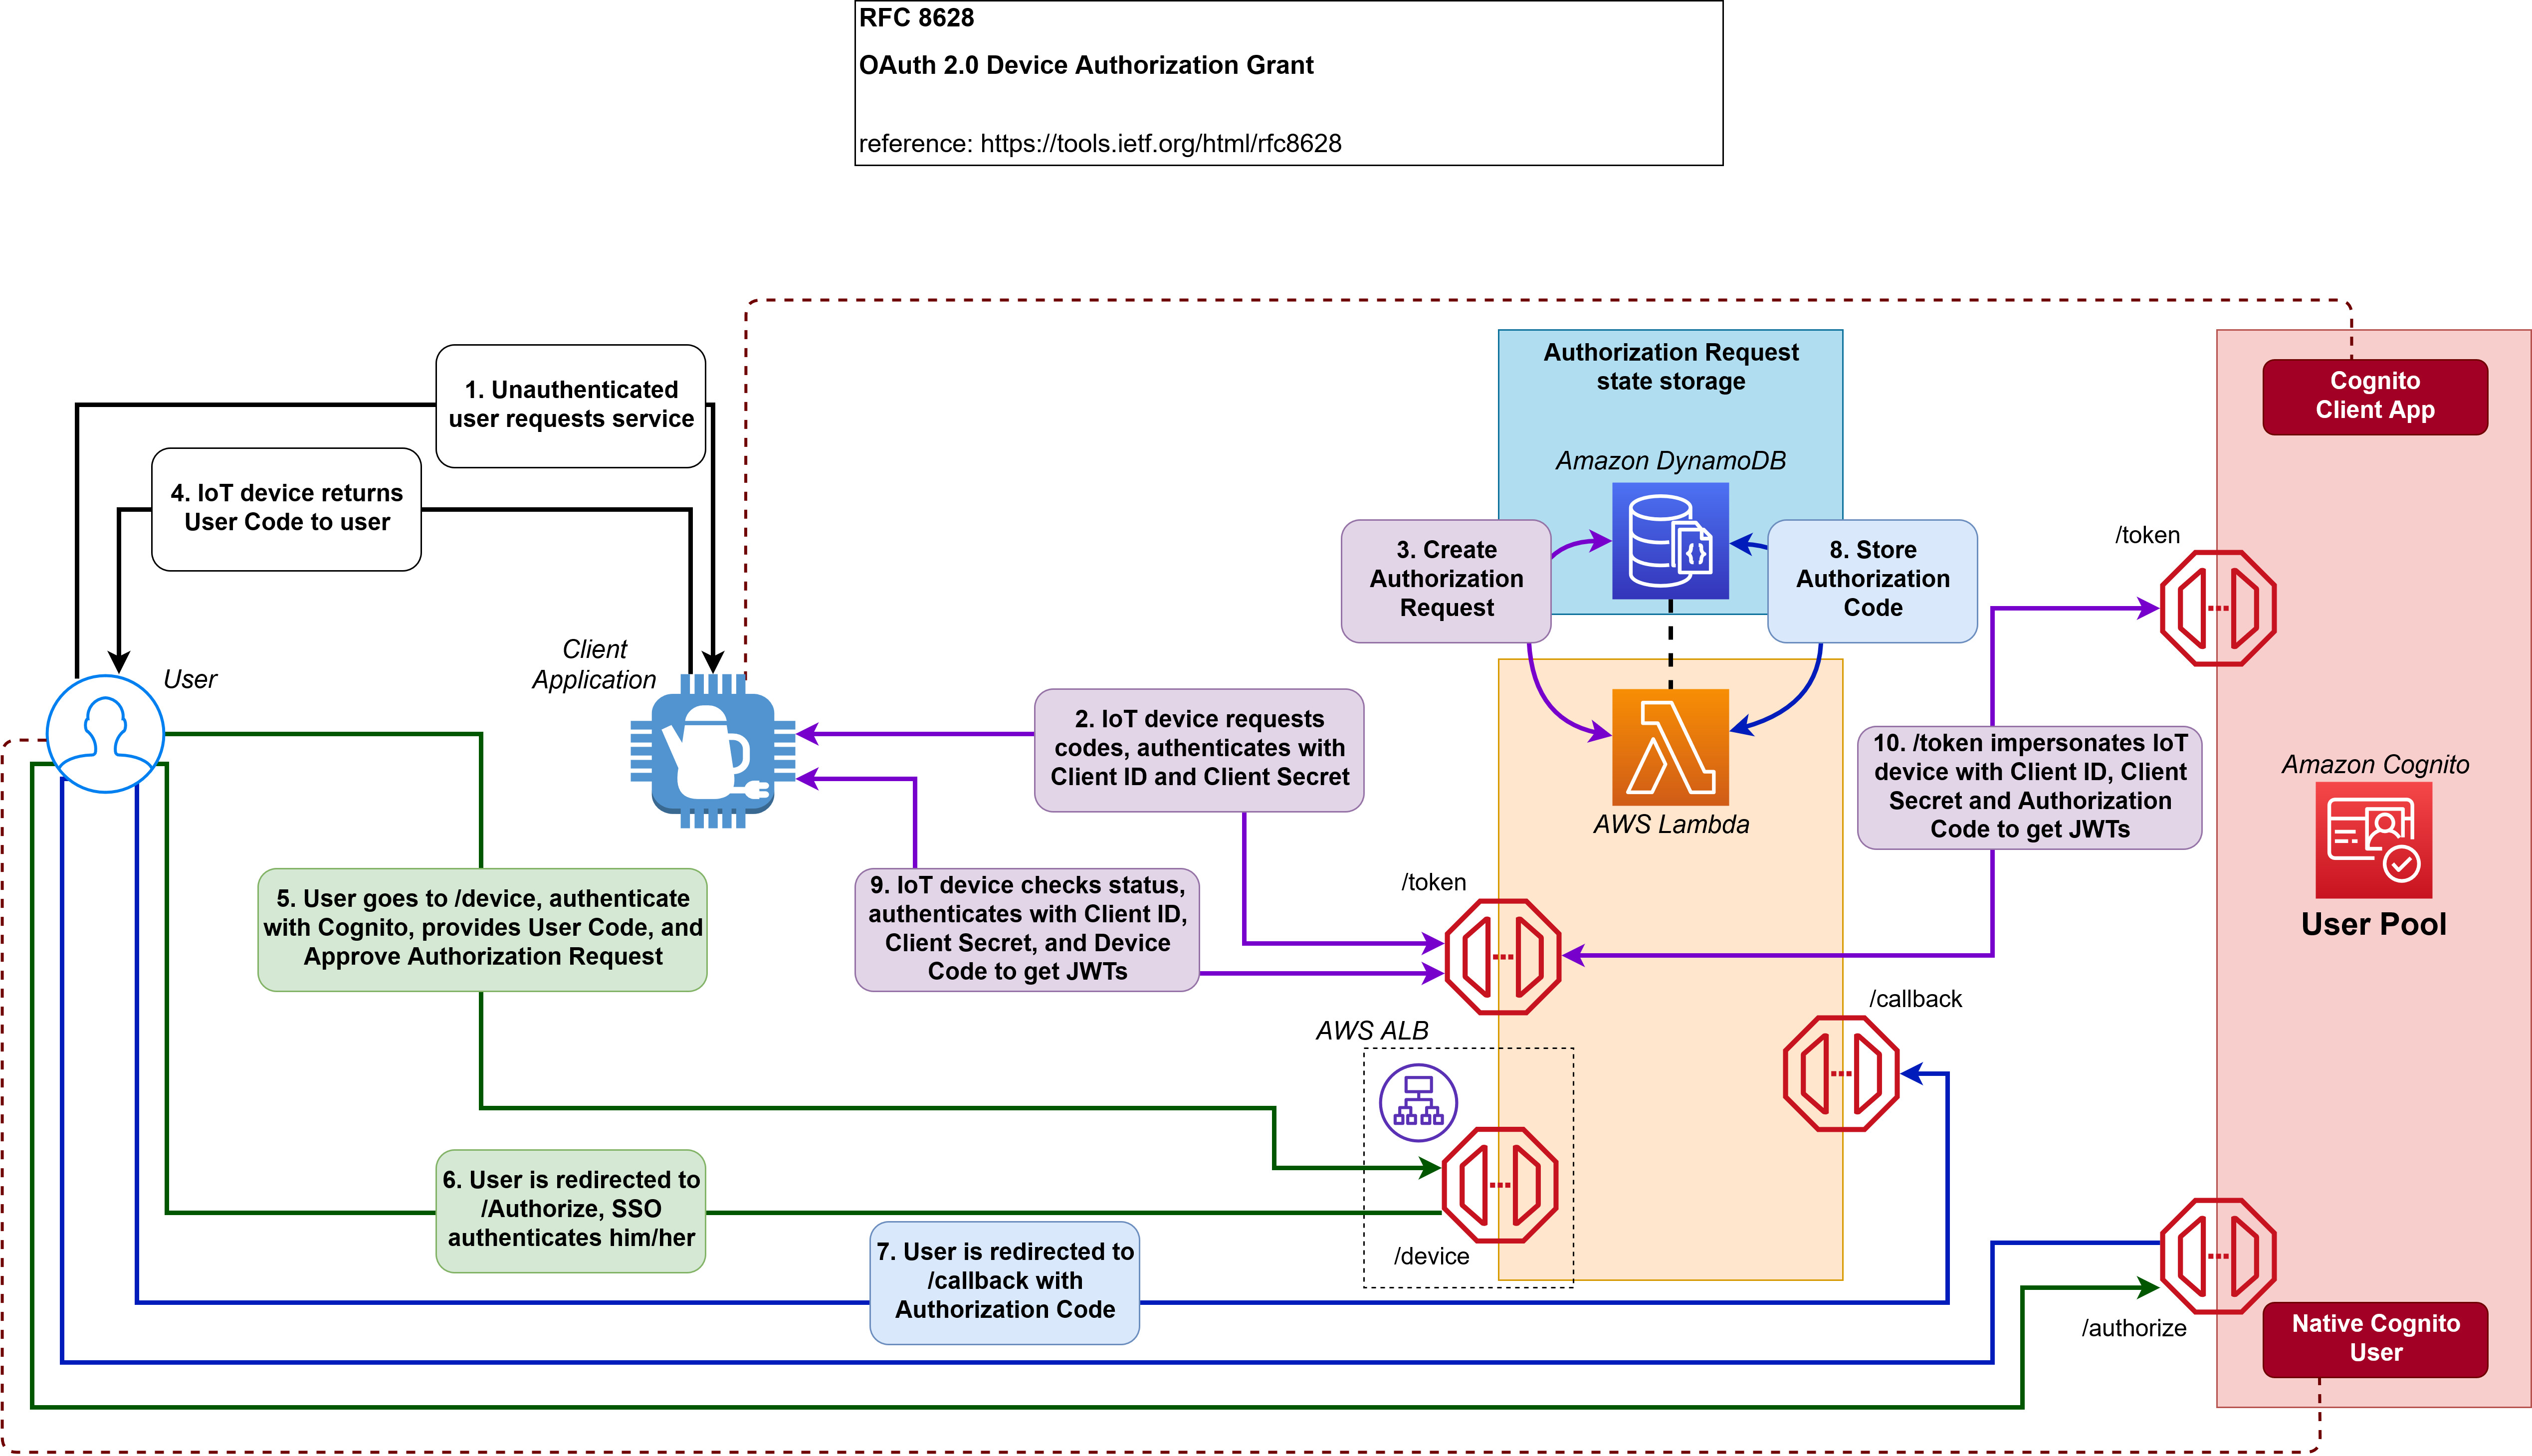 RFC 8628
OAuth 2.0 Device Authorization Grant
reference: https://tools.ietf.org/html/rfc8628
1. Unauthenticated
user requests service
4. IoT device returns
User Code to user
User
Client
Application
Authorization Request
state storage
Amazon DynamoDB
3. Create
Authorization
Request
8. Store
Authorization
Code
Cognito
Client App
/token
2. IoT device requests
codes, authenticates with
Client ID and Client Secret
AWS Lambda
10. /token impersonates IoT
device with Client ID, Client
Secret and Authorization
Code to get JWTs
Amazon Cognito
User Pool
5. User goes to /device, authenticate
with Cognito, provides User Code, and
Approve Authorization Request
9. IoT device checks status,
authenticates with Client ID,
Client Secret, and Device
Code to get JWTs
/token
/callback
AWS ALB
6. User is redirected to
/Authorize, SSO
authenticates him/her
/device
7. User is redirected to
/callback with
Authorization Code
/authorize
Native Cognito
User